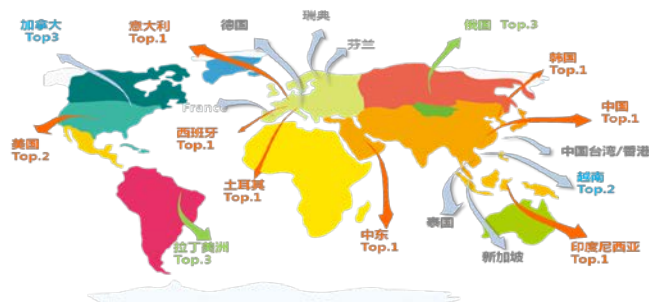 加拿大
Top3
意大利
Top.1
德国
瑞典
芬兰
俄国 Top.3
韩国
Top.1
France
美国
Top.2
西班牙
Top.1
中国
Top.1
中国台湾/香港
土耳其
Top.1
越南
Top.2
中东
Top.1
泰国
拉丁美洲
Top.3
新加坡
印度尼西亚
Top.1